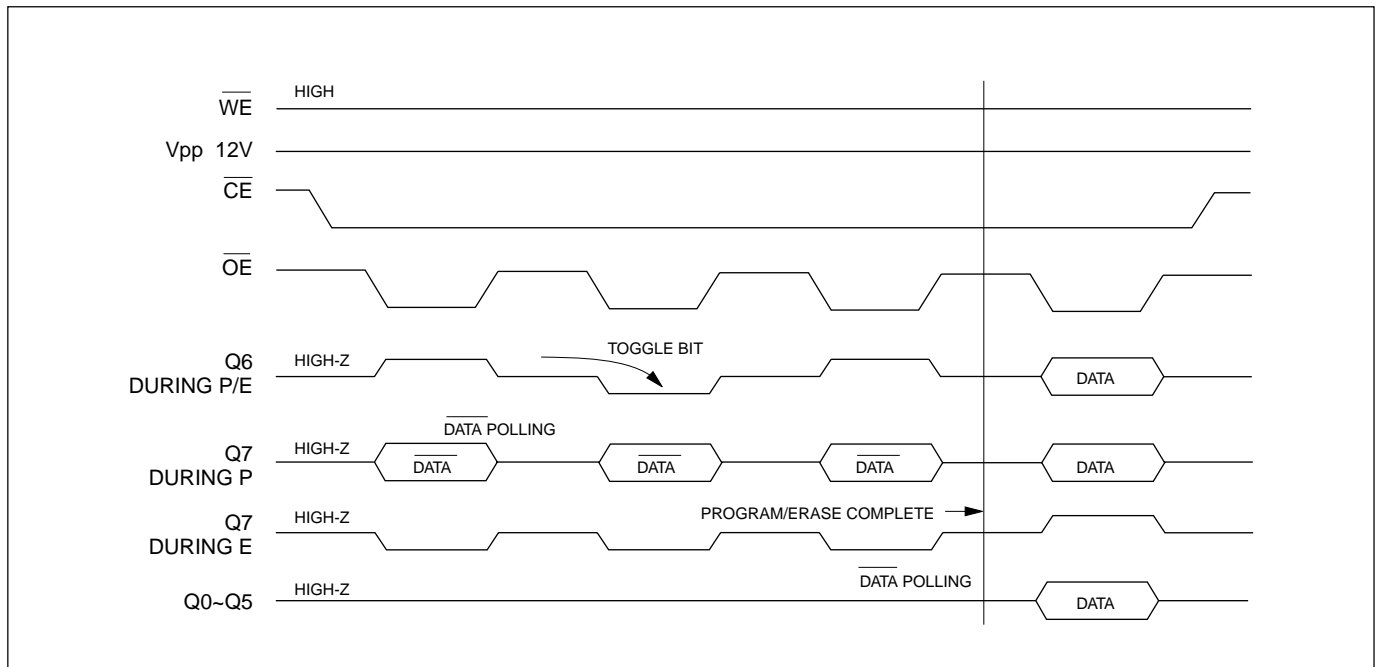 WE HIGH
Vpp 12V
CE
OE
TOGGLE BIT
Q6 HIGH-Z
DURING P/E
DATA
DATA POLLING
Q7 HIGH-Z
DURING P
DATA DATA DATA DATA
PROGRAM/ERASE COMPLETE
Q7 HIGH-Z
DURING E
DATA POLLING
Q0~Q5 HIGH-Z
DATA